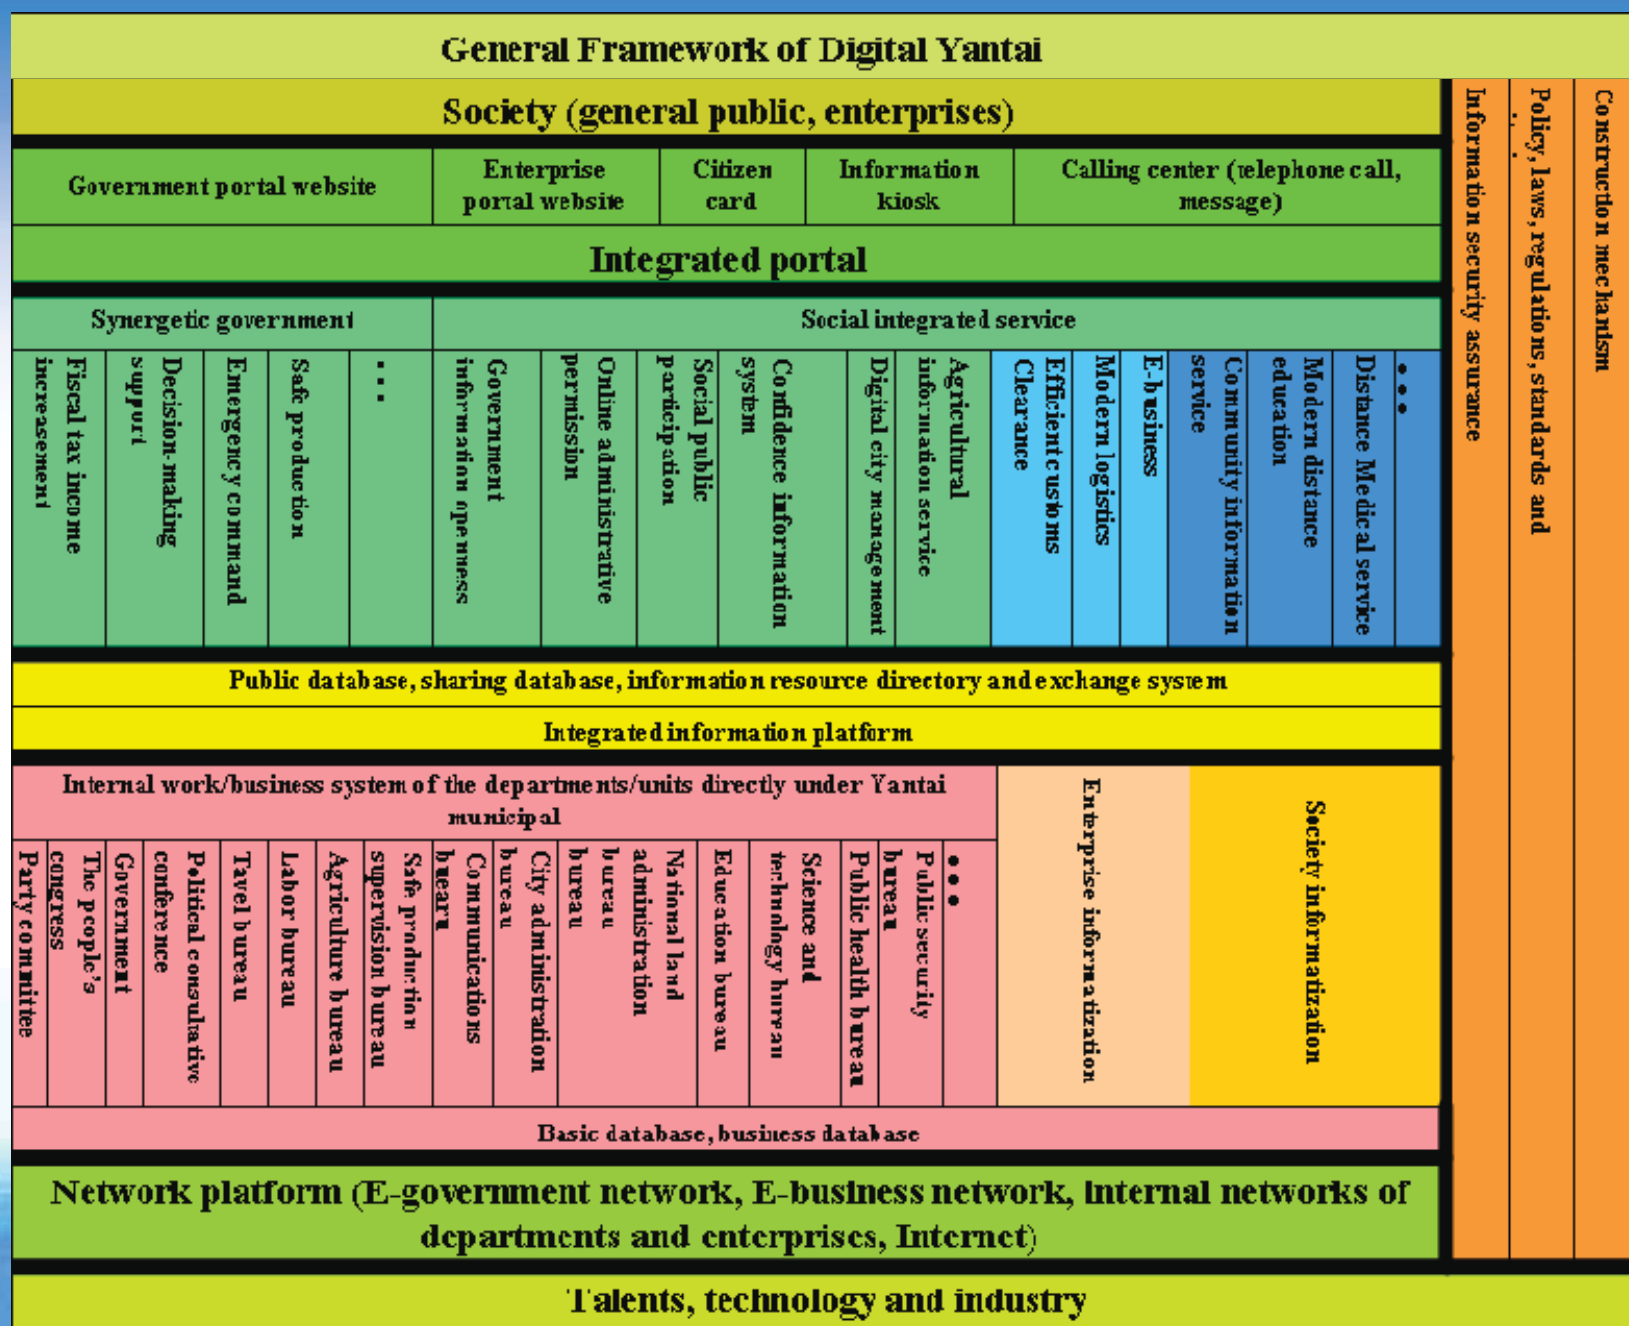 General Framework of Digital Yantai
Society (general public, enterprises)
Government portal website
Enterprise
portal website
Citizen
card
Information
kiosk
Calling center (telephone call,
message)
Integrated portal
Synergetic government
Social integrated service
Fiscal tax income
increasement
Decision-making
support
Emergency command
Safe production
...
Government
information openness
Online administrative
permission
Social public
participation
Confidence information
system
Digital city management
Agricultural
information service
Efficient customs
Clearance
Modern logistics
E-business
Community information
service
Modern distance
education
Distance Medical service
...
Public database, sharing database, information resource directory and exchange system
Integrated information platform
Internal work/business system of the departments/units directly under Yantai
municipal
Party committee
The people's
congress
Government
Political consultative
conference
Tavel bureau
Labor bureau
Agriculture bureau
Safe production
supervision bureau
Communications
buearu
City administration
bureau
National land
administration
bureau
bureau
Education bureau
Science and
technology bureau
Public health bureau
Public security
bureau
...
Enterprise informatization
Society informatization
Basic database, business database
Network platform (E-government network, E-business network, internal networks of
departments and enterprises, Internet)
Talents, technology and industry
Information security assurance
Policy, laws, regulations, standards and
Construction mechanism